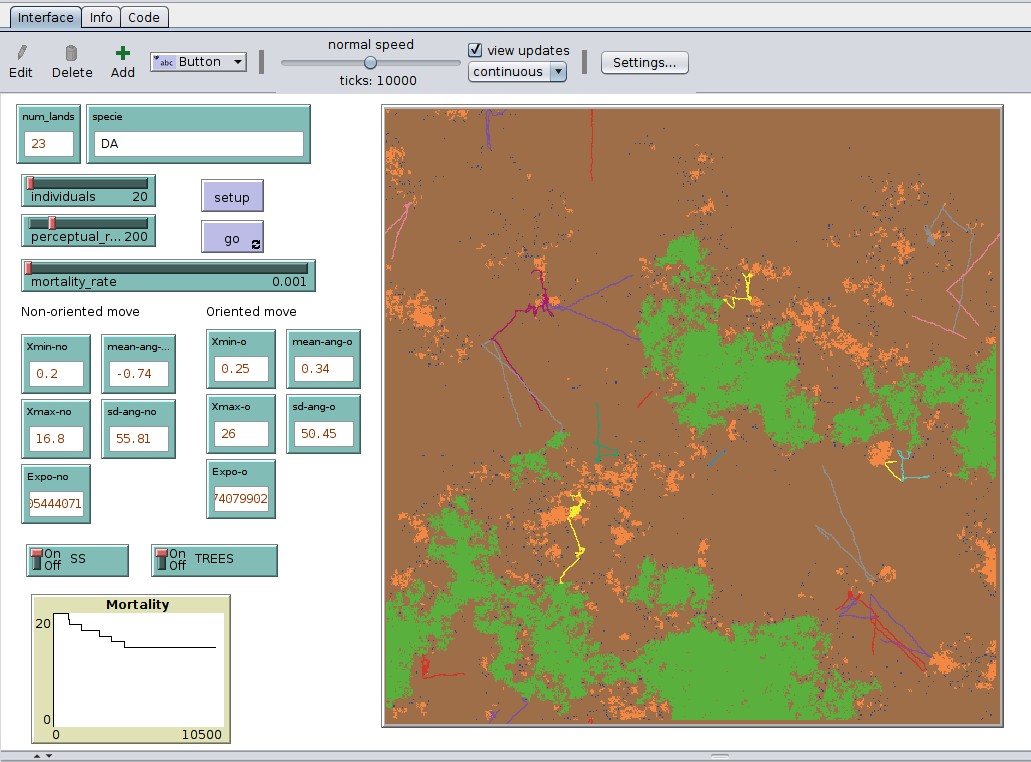 Interface Info Code
normal speed
view updates
Edit Delete Add abc Button
continuous
Settings...
ticks: 10000
num_lands
23
specie
DA
individuals 20
perceptual_r... 200
setup
go
mortality_rate 0.001
Non-oriented move
Oriented move
Xmin-no
0.2
mean-ang-...
-0.74
Xmin-o
0.25
mean-ang-o
0.34
Xmax-no
16.8
sd-ang-no
55.81
Xmax-o
26
sd-ang-o
50.45
Expo-no
05444071
Expo-o
74079902
On
Off
SS
On
Off
TREES
Mortality
20
0
0 10500